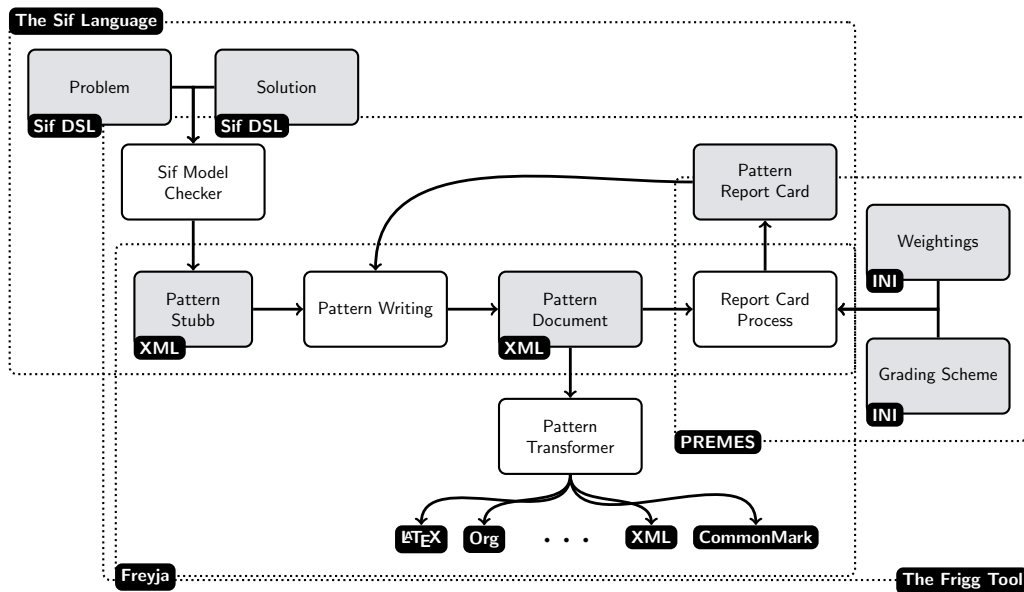 The Sif Language
Problem
Sif DSL
Solution
Sif DSL
Sif Model
Checker
Pattern
Report Card
Weightings
INI
Pattern
Stubb
XML
Pattern Writing
Pattern
Document
XML
Report Card
Process
Grading Scheme
INI
Pattern
Transformer
PREMES
LATEX
Org
. . .
XML
CommonMark
Freyja
The Frigg Tool